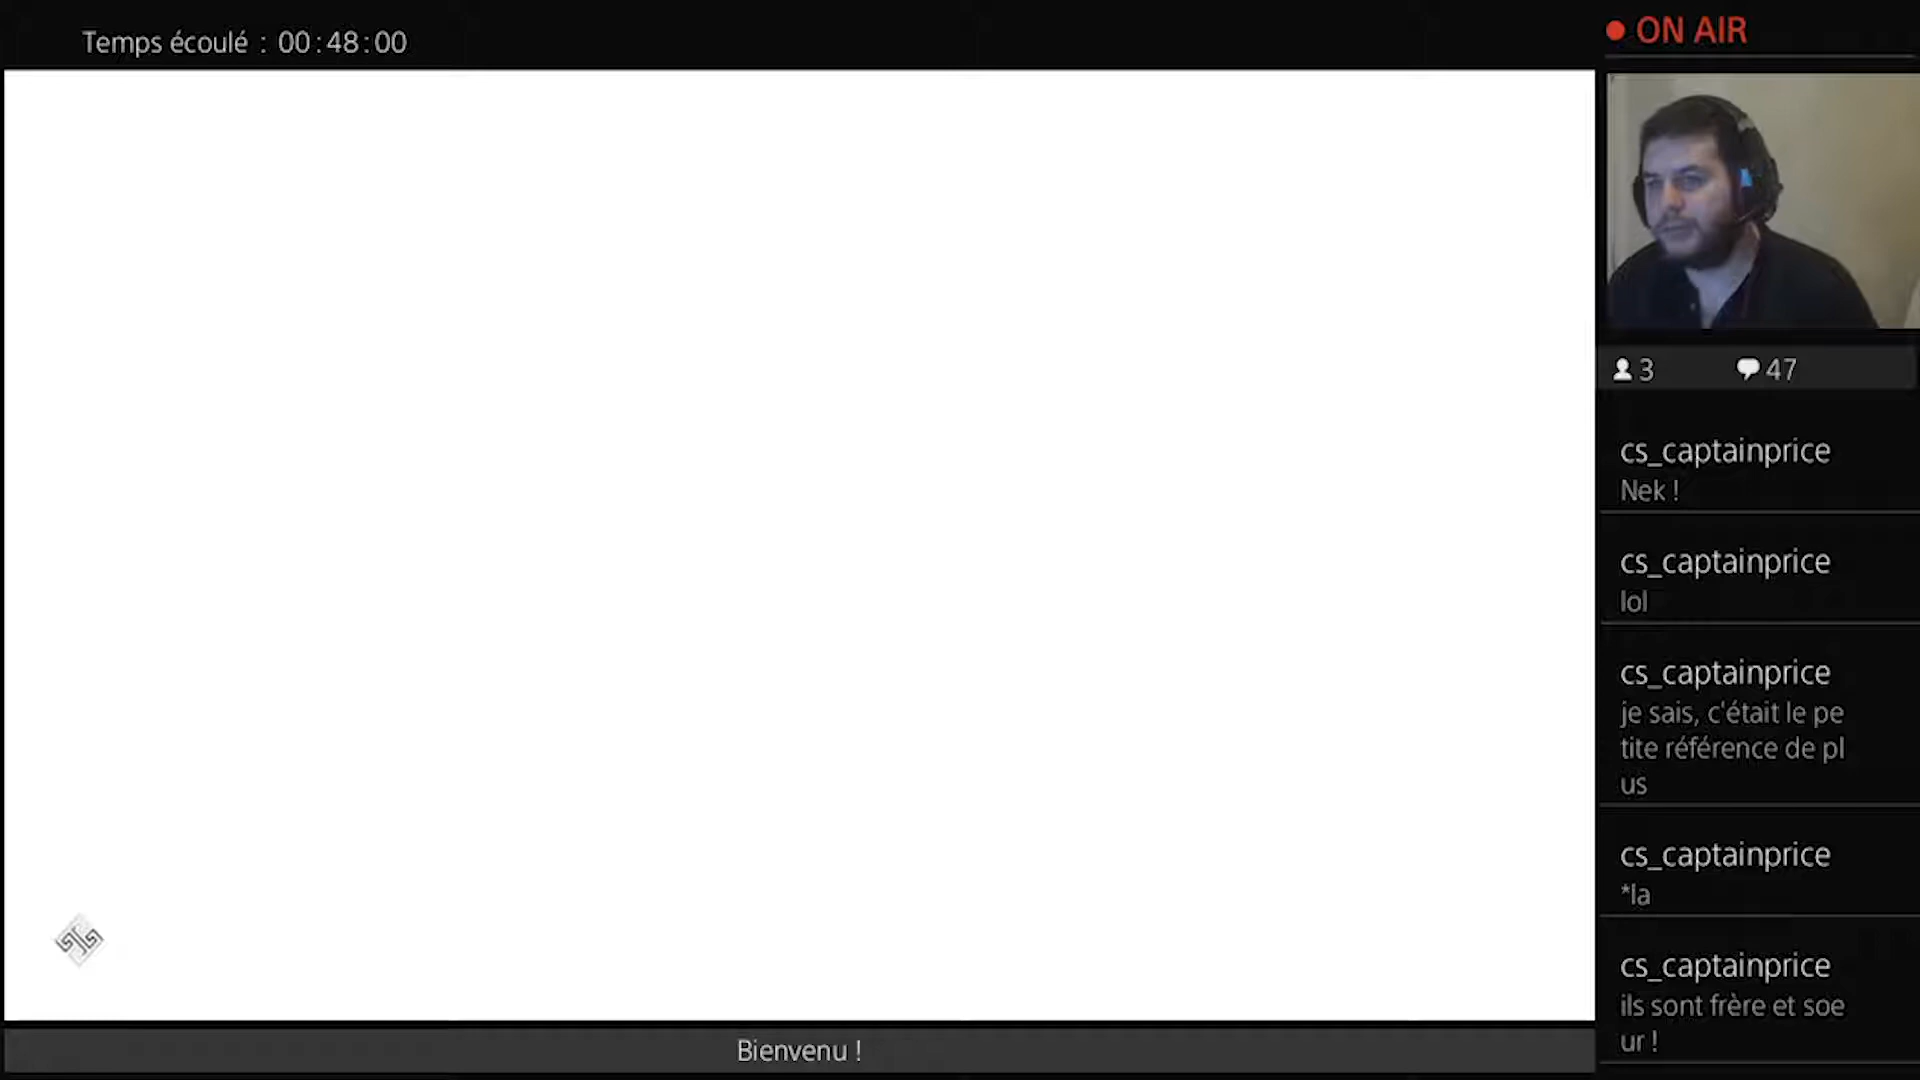 Temps écoulé : 00:48:00
ON AIR
3 47
cs_captainprice
Nek !
cs_captainprice
lol
cs_captainprice
je sais, c'était le pe
tite référence de pl
us
cs_captainprice
*la
cs_captainprice
ils sont frère et soe
ur !
Bienvenu !